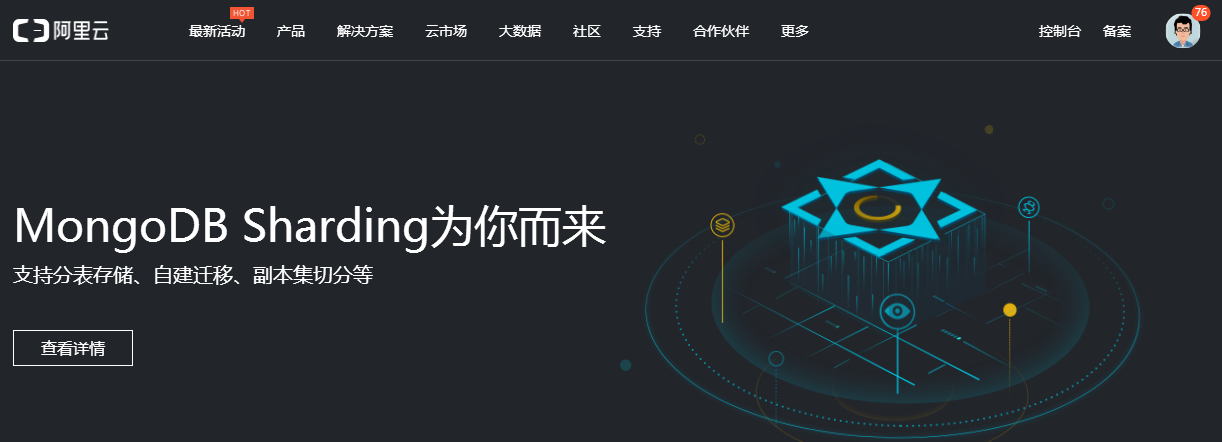 阿里云 最新活动 HOT 产品 解决方案 云市场 大数据 社区 支持 合作伙伴 更多 控制台 备案 76
MongoDB Sharding为你而来
支持分表存储、自建迁移、副本集切分等
查看详情